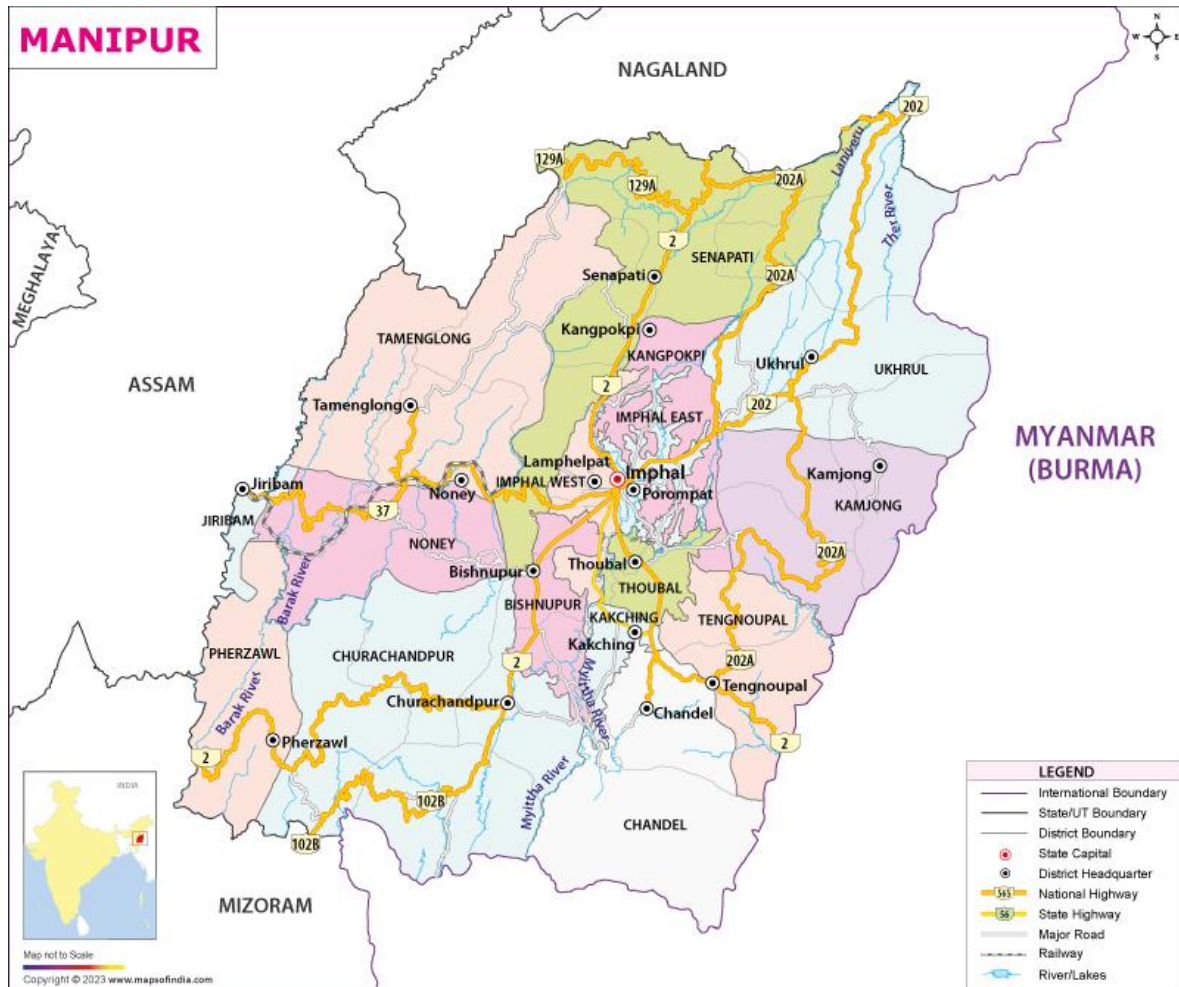 MANIPUR
N
W E
S
NAGALAND
202
Laniveru
129A
129A
202A
Ther River
2
SENAPATI
202A
Senapati
MEGHALAYA
Kangpokpi
TAMENGLONG
KANGPOKPI
Ukhrul
UKHRUL
ASSAM
2
Tamenglong
202
IMPHAL EAST
MYANMAR
(BURMA)
Lamphelpat
Imphal
Kamjong
Jiribam
Noney
IMPHAL WEST
Porompat
KAMJONG
37
JIRIBAM
NONEY
202A
Thoubal
Bishnupur
Barak River
THOUBAL
BISHNUPUR
KAKCHING
TENGNOUPAL
Kakching
PHERZAWL
CHURACHANDPUR
2
202A
Myirtha River
Tengnoupal
Barak River
Churachandpur
Chandel
Pherzawl
2
2
Myittha River
102B
CHANDEL
102B
INDIA
MIZORAM
LEGEND
International Boundary
State/UT Boundary
District Boundary
State Capital
District Headquarter
565 National Highway
56 State Highway
Major Road
Railway
River/Lakes
Map not to Scale
Copyright © 2023 www.mapsofindia.com